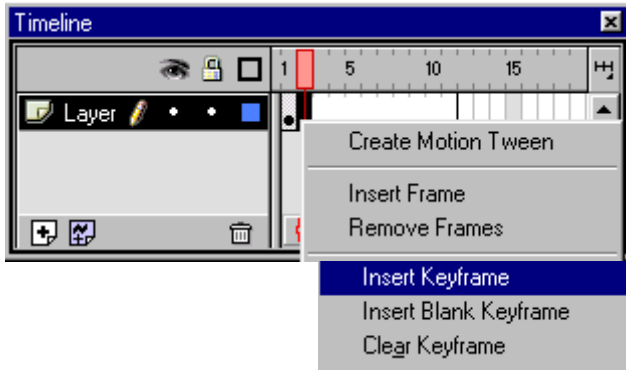 Timeline
1 5 10 15
Layer
Create Motion Tween
Insert Frame
Remove Frames
Insert Keyframe
Insert Blank Keyframe
Clear Keyframe